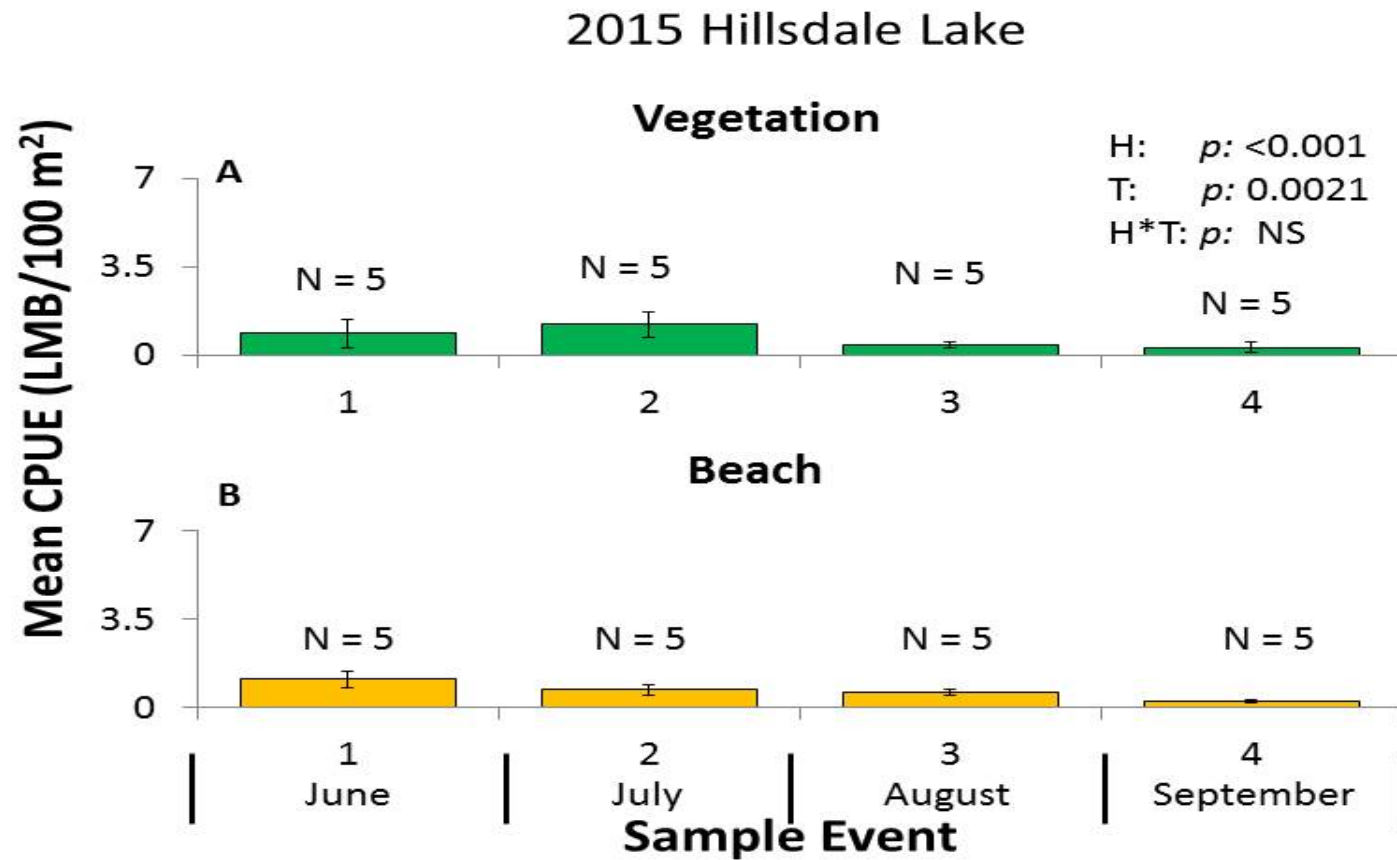 2015 Hillsdale Lake
Vegetation
H: p: <0.001
T: p: 0.0021
H*T: p: NS
Mean CPUE (LMB/100 m²)
A
7
3.5
0
N = 5
N = 5
N = 5
N = 5
1 2 3 4
Beach
B
7
3.5
0
N = 5 N = 5 N = 5 N = 5
1 2 3 4
June July August September
Sample Event